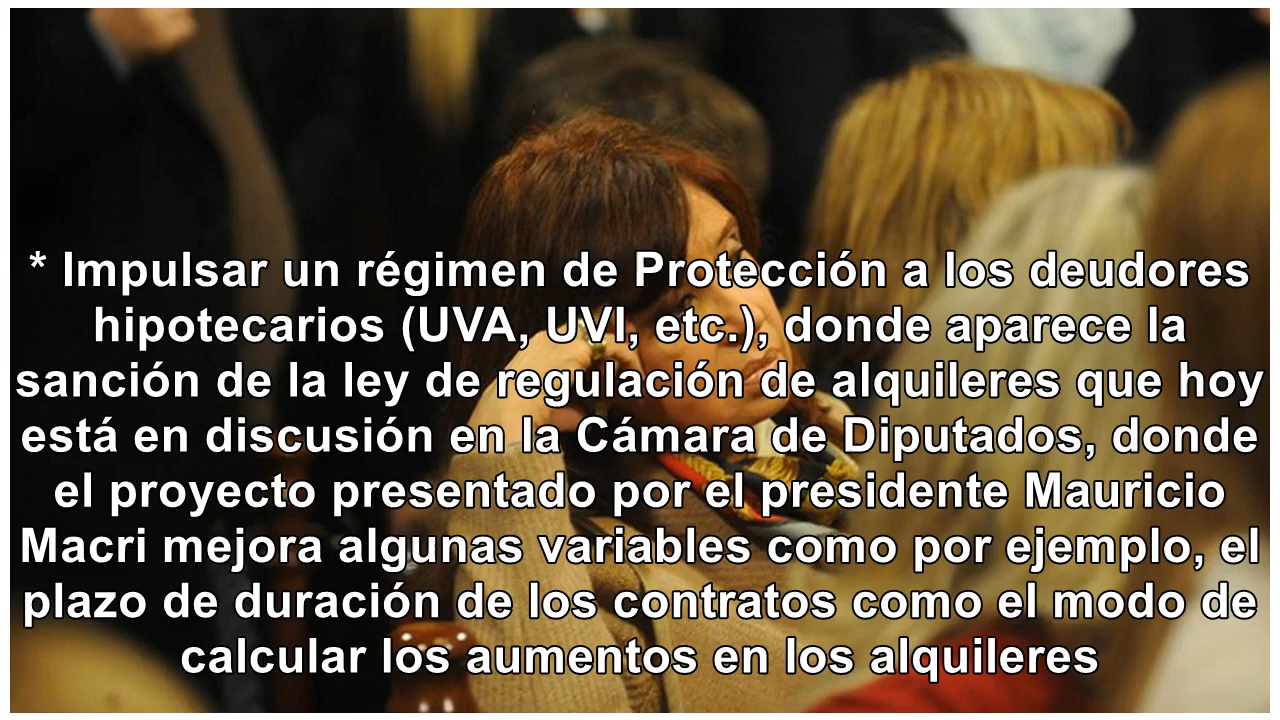 * Impulsar un régimen de Protección a los deudores
hipotecarios (UVA, UVI, etc.), donde aparece la
sanción de la ley de regulación de alquileres que hoy
está en discusión en la Cámara de Diputados, donde
el proyecto presentado por el presidente Mauricio
Macri mejora algunas variables como por ejemplo, el
plazo de duración de los contratos como el modo de
calcular los aumentos en los alquileres